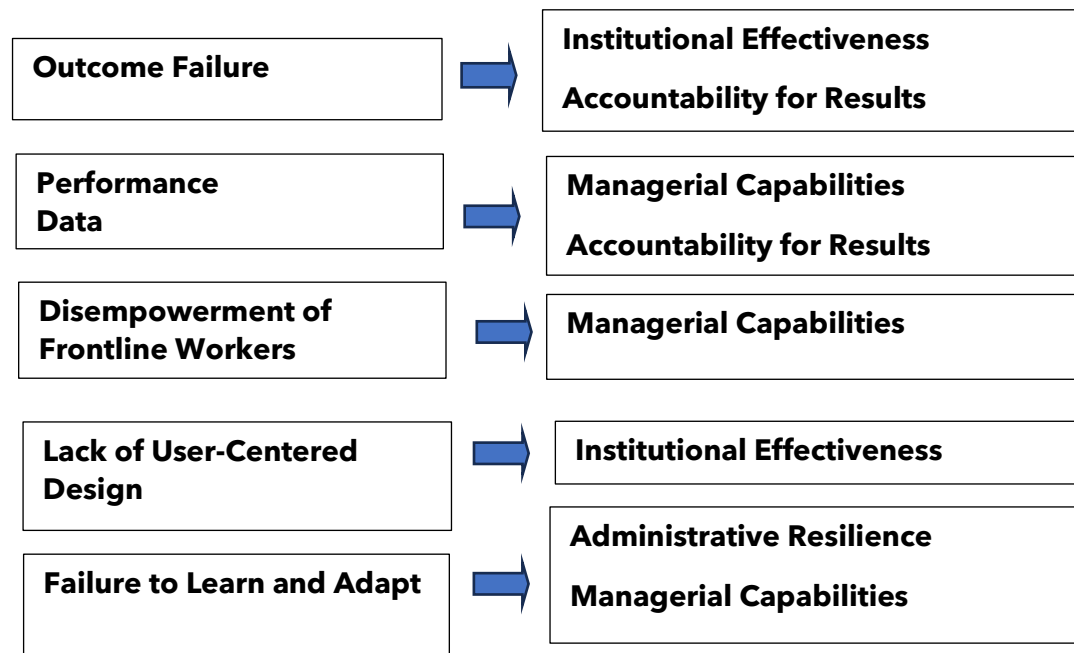 Outcome Failure
Institutional Effectiveness
Accountability for Results
Performance
Data
Managerial Capabilities
Accountability for Results
Disempowerment of
Frontline Workers
Managerial Capabilities
Lack of User-Centered
Design
Institutional Effectiveness
Failure to Learn and Adapt
Administrative Resilience
Managerial Capabilities